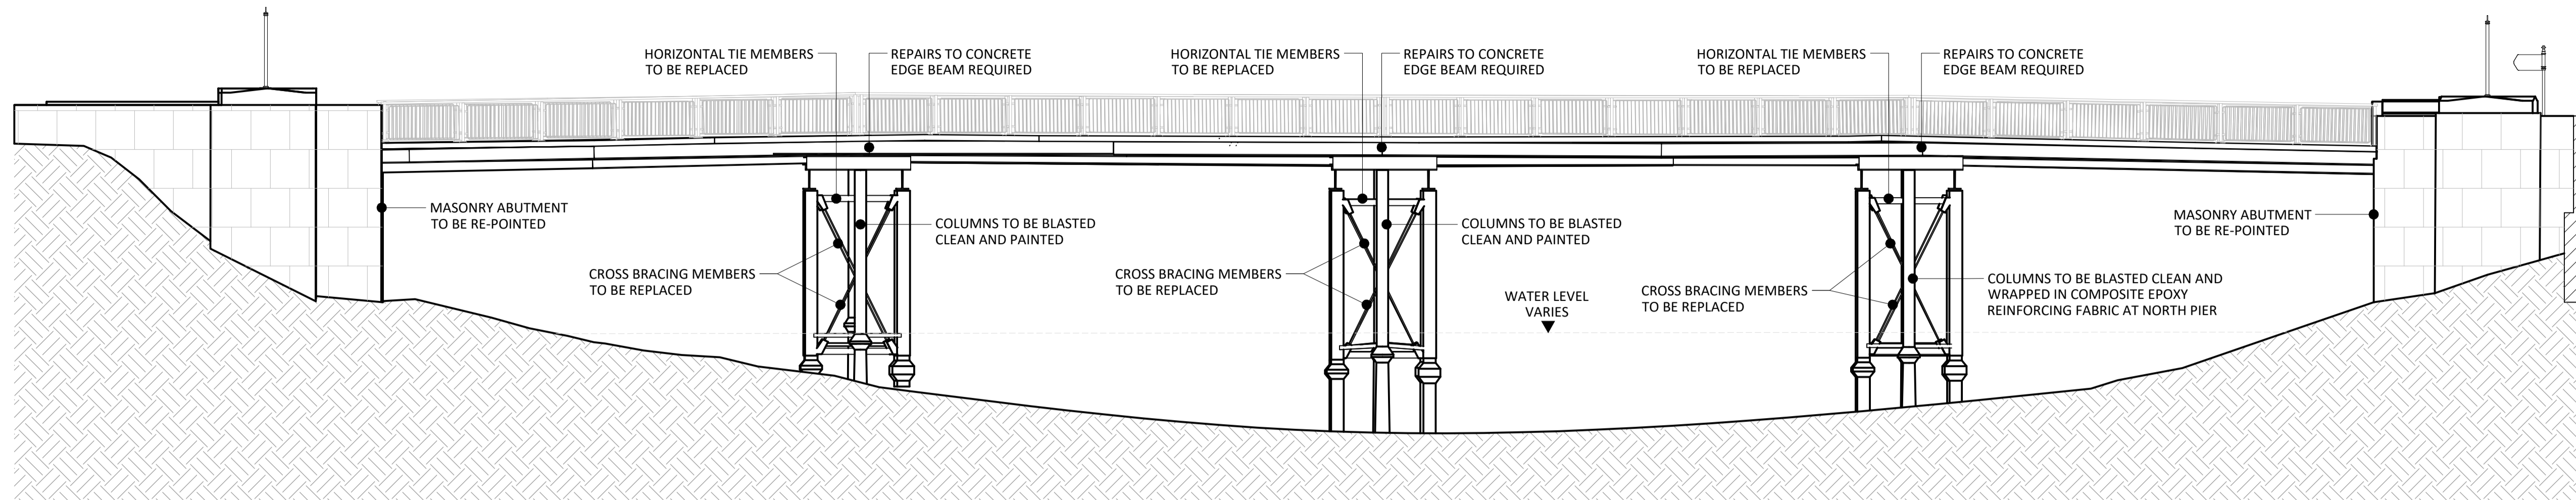 HORIZONTAL TIE MEMBERS
TO BE REPLACED
REPAIRS TO CONCRETE
EDGE BEAM REQUIRED
HORIZONTAL TIE MEMBERS
TO BE REPLACED
REPAIRS TO CONCRETE
EDGE BEAM REQUIRED
HORIZONTAL TIE MEMBERS
TO BE REPLACED
REPAIRS TO CONCRETE
EDGE BEAM REQUIRED
MASONRY ABUTMENT
TO BE RE-POINTED
COLUMNS TO BE BLASTED
CLEAN AND PAINTED
COLUMNS TO BE BLASTED
CLEAN AND PAINTED
MASONRY ABUTMENT
TO BE RE-POINTED
CROSS BRACING MEMBERS
TO BE REPLACED
CROSS BRACING MEMBERS
TO BE REPLACED
WATER LEVEL
VARIES
CROSS BRACING MEMBERS
TO BE REPLACED
COLUMNS TO BE BLASTED CLEAN AND
WRAPPED IN COMPOSITE EPOXY
REINFORCING FABRIC AT NORTH PIER